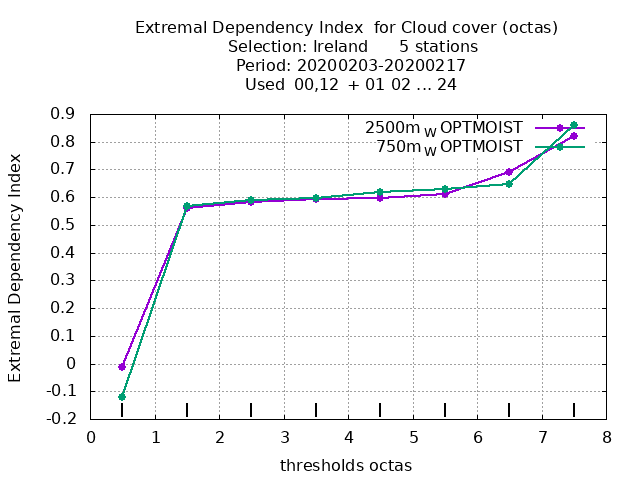 Extremal Dependency Index for Cloud cover (octas)
Selection: Ireland 5 stations
Period: 20200203-20200217
Used 00,12 + 01 02 ... 24
2500m W OPTMOIST
750m W OPTMOIST
Extremal Dependency Index
0.9
0.8
0.7
0.6
0.5
0.4
0.3
0.2
0.1
0
-0.1
-0.2
0 1 2 3 4 5 6 7 8
thresholds octas